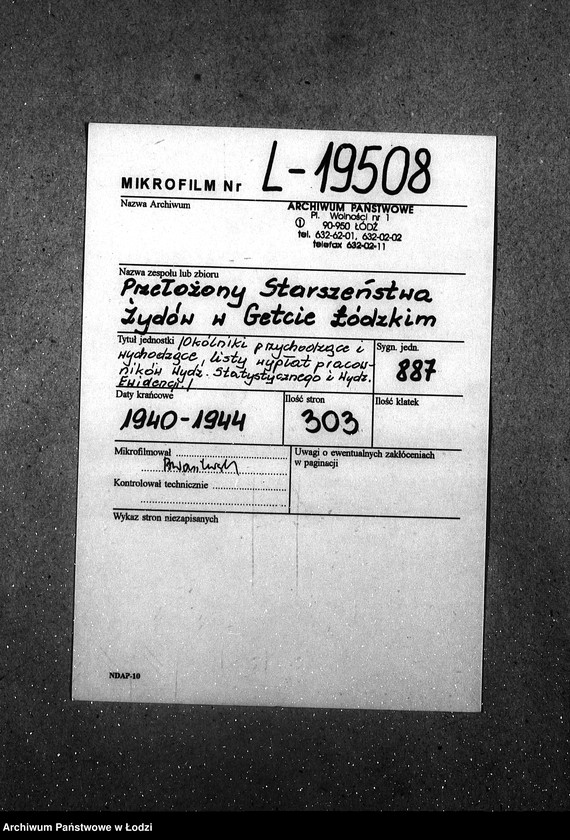 MIKROFILM Nr L-19508
Nazwa Archiwum
ARCHIWUM PAŃSTWOWE
Pl. Wolności nr 1
① 90-950 ŁÓDŹ
tel. 632-62-01, 632-02-02
telefax 632-02-11
Nazwa zespołu lub zbioru
Przełożony Starszeństwa
Żydów w Getcie Łódzkim
Tytuł jednostki /Okólniki przychodzące i
wychodzące, listy wypłat pracow-
ników Wydz. Statystycznego i Wydz.
Ewidencji/
Sygn. jedn.
887
Daty krańcowe
1940-1944
Ilość stron
303
Ilość klatek
Mikrofilmował
Kontrolował technicznie
Uwagi o ewentualnych zakłóceniach
w paginacji
Wykaz stron niezapisanych
NDAP-10
Archiwum Państwowe w Łodzi